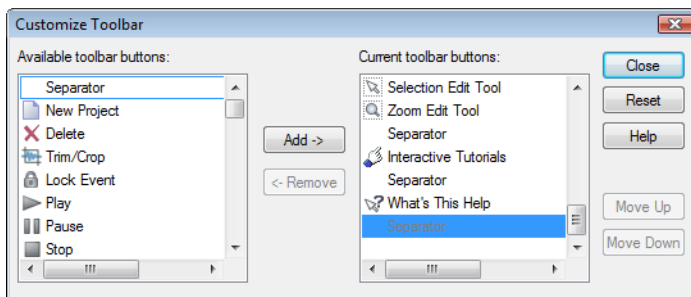 Customize Toolbar
Available toolbar buttons:
Separator
New Project
Delete
Trim/Crop
Lock Event
Play
Pause
Stop
Add ->
<- Remove
Current toolbar buttons:
Selection Edit Tool
Zoom Edit Tool
Separator
Interactive Tutorials
Separator
What's This Help
Separator
Close
Reset
Help
Move Up
Move Down